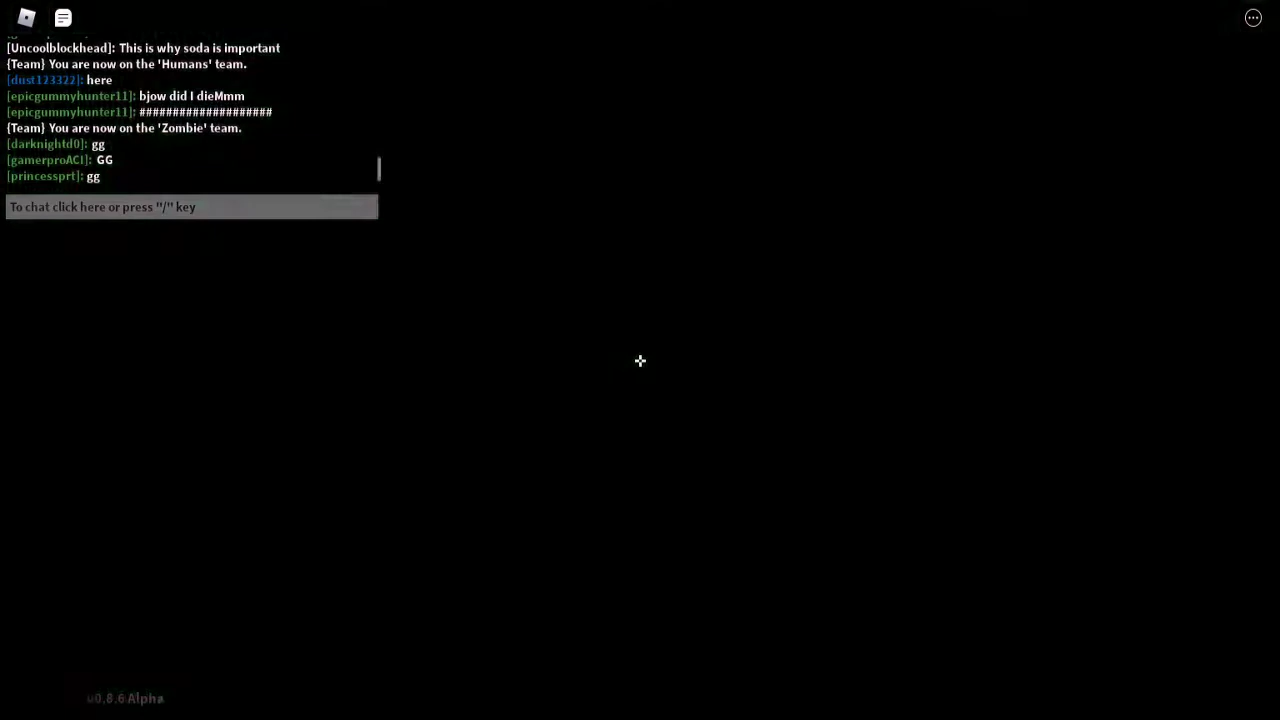 [Uncoolblockhead]: This is why soda is important
{Team} You are now on the 'Humans' team.
[dust123322]: here
[epicgummyhunter11]: bjow did I dieMmm
[epicgummyhunter11]: ####################
{Team} You are now on the 'Zombie' team.
[darknightd0]: gg
[gamerproACI]: GG
[princessprt]: gg
To chat click here or press "/" key
v0.8.6 Alpha